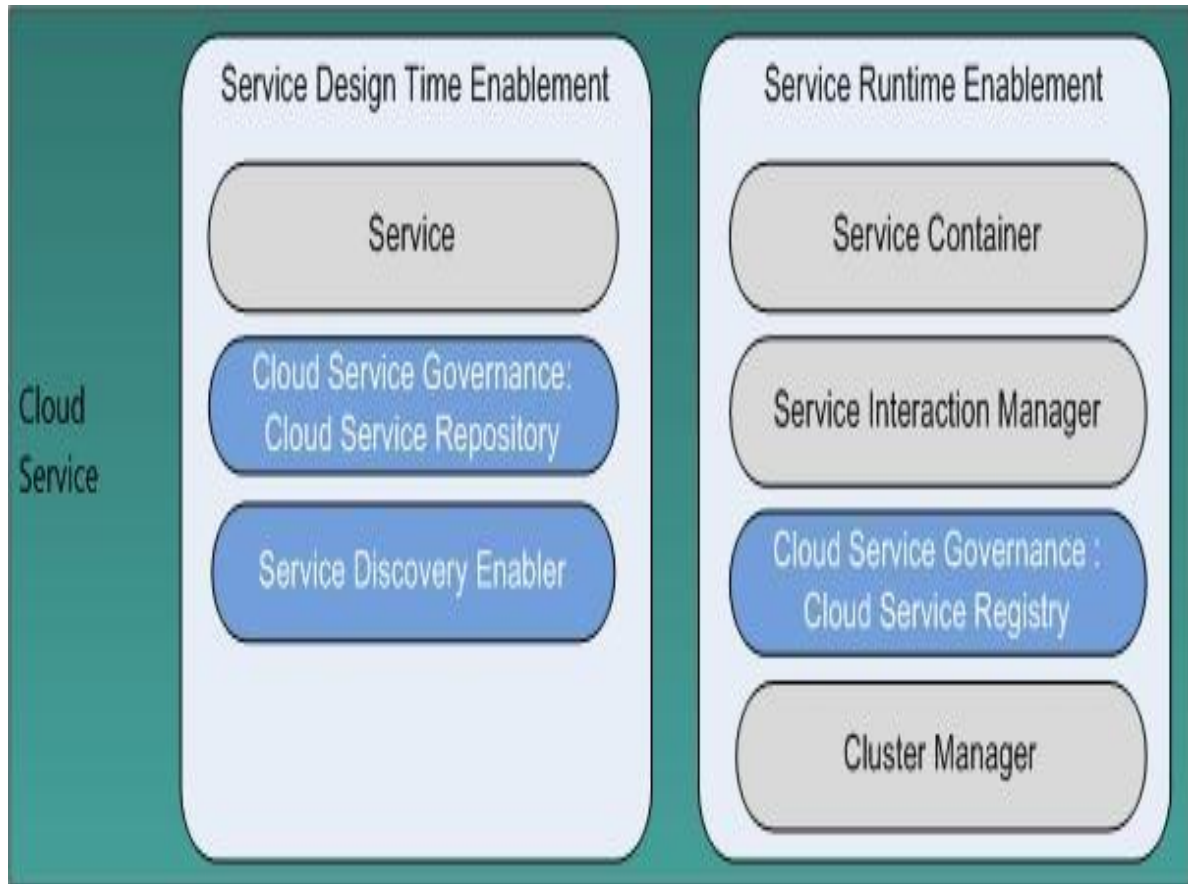 Cloud
Service
Service Design Time Enablement
Service
Cloud Service Governance:
Cloud Service Repository
Service Discovery Enabler
Service Runtime Enablement
Service Container
Service Interaction Manager
Cloud Service Governance :
Cloud Service Registry
Cluster Manager